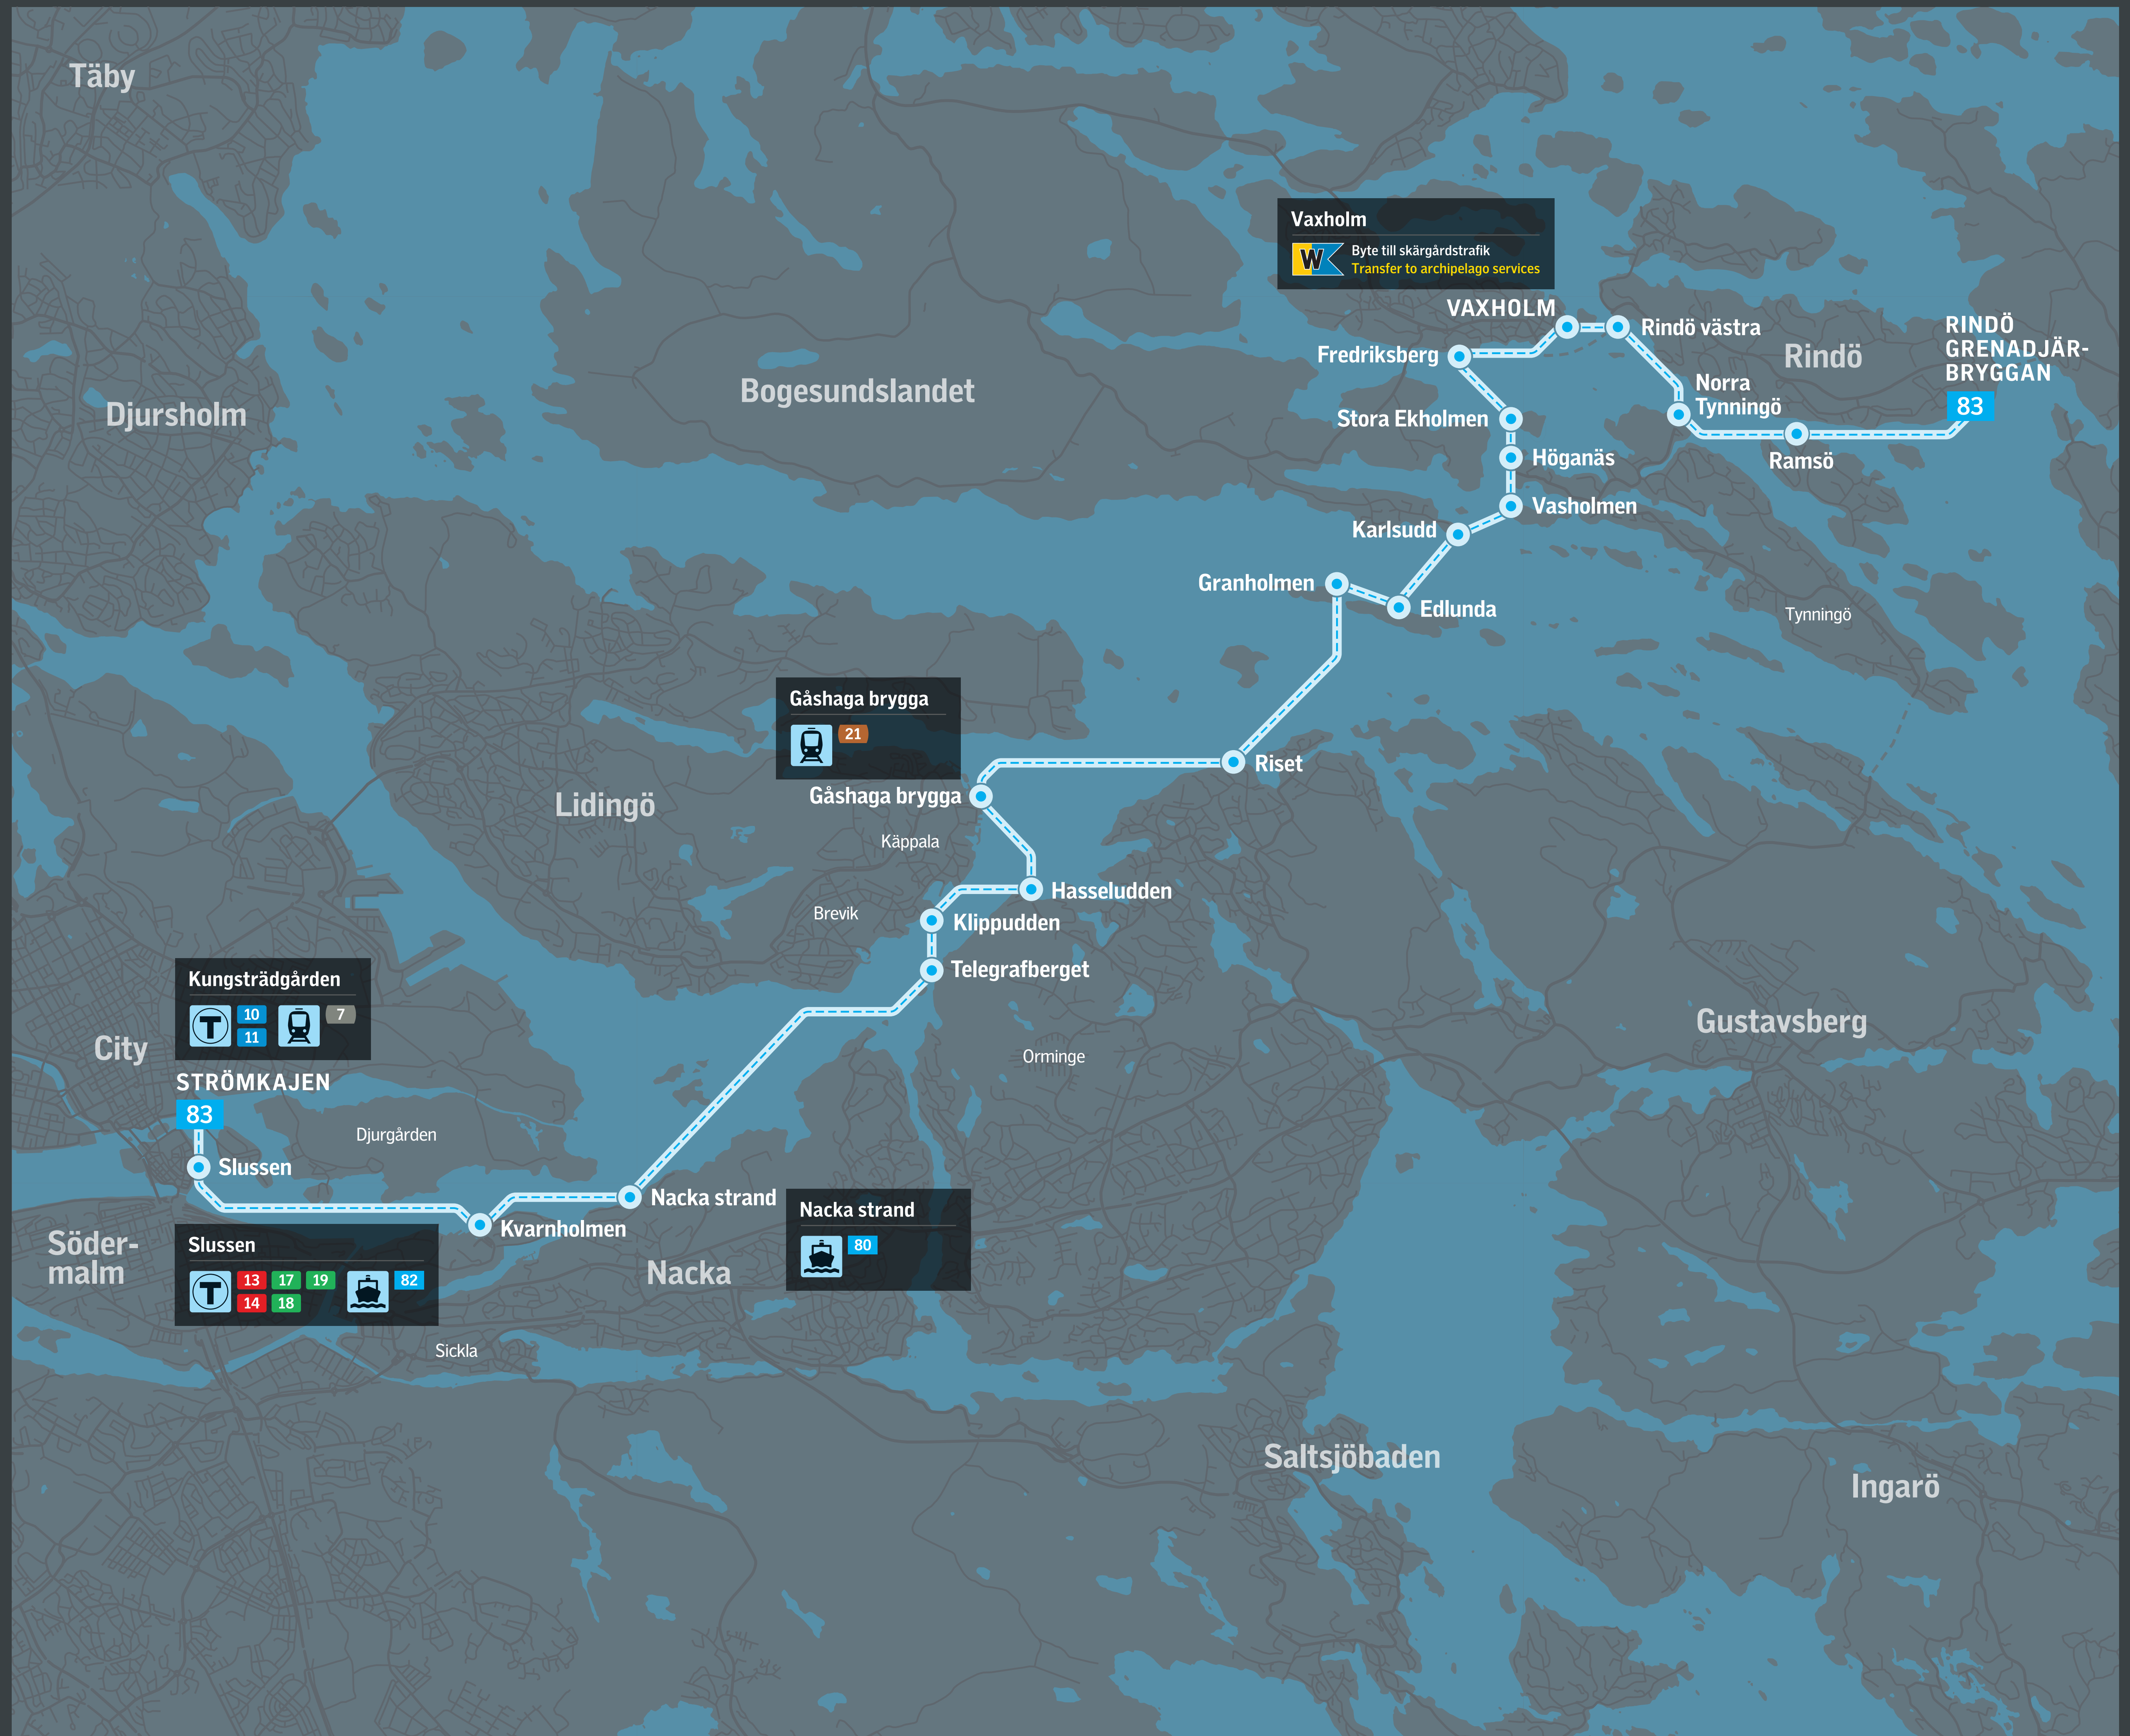 Täby
Vaxholm
W
Byte till skärgårdstrafik
Transfer to archipelago services
VAXHOLM
Rindö västra
Fredriksberg
Rindö
RINDÖ
GRENADJÄR-
BRYGGAN
83
Norra
Tynningö
Bogesundslandet
Djursholm
Stora Ekholmen
Höganäs
Ramsö
Vasholmen
Karlsudd
Granholmen
Edlunda
Tynningö
Gåshaga brygga
21
Riset
Gåshaga brygga
Lidingö
Käppala
Hasseludden
Brevik
Klippudden
Telegrafberget
Kungsträdgården
T
10
11
7
City
Gustavsberg
Orminge
STRÖMKAJEN
83
Djurgården
Slussen
Nacka strand
Nacka strand
80
Kvarnholmen
Söder-
malm
Slussen
T
13 17 19
14 18
82
Nacka
Sickla
Saltsjöbaden
Ingarö